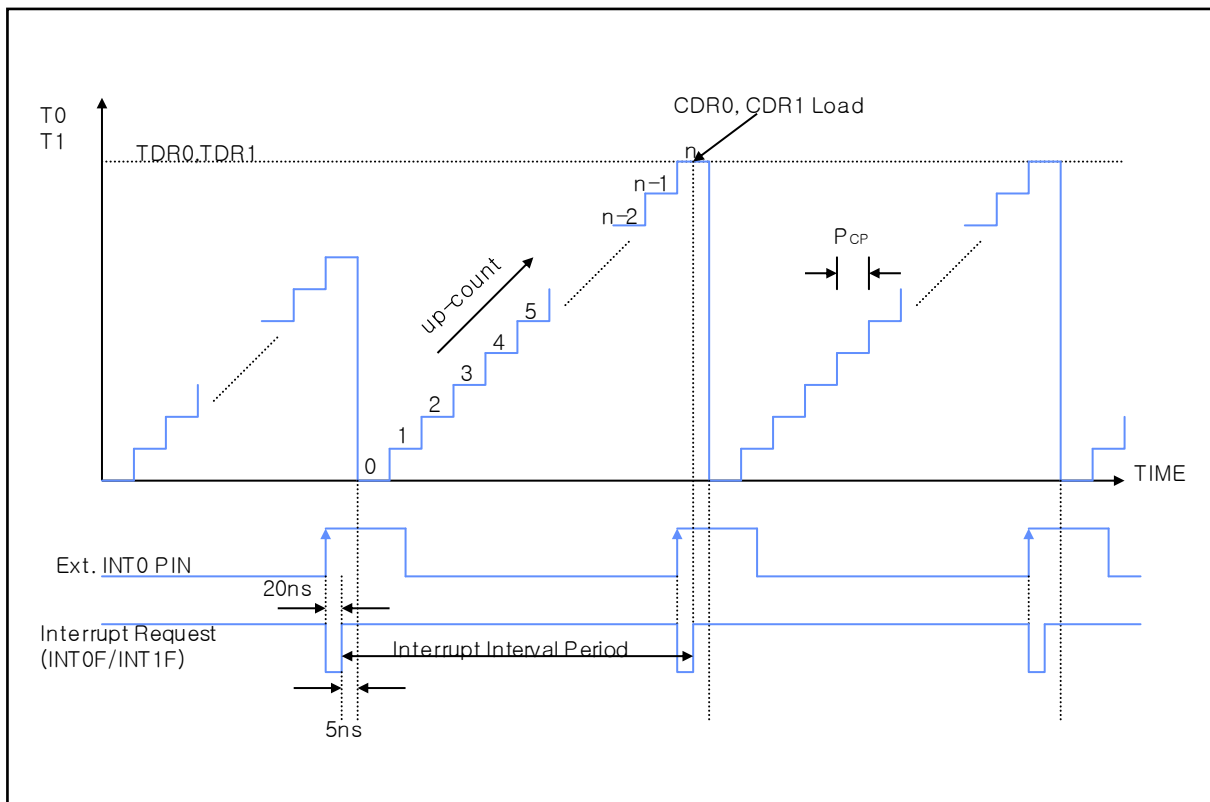 T0
T1
TDR0,TDR1
CDR0, CDR1 Load
n
n-1
n-2
PCP
up-count
5
4
3
2
1
0
TIME
Ext. INT0 PIN
20ns
Interrupt Request
(INT0F/INT1F)
Interrupt Interval Period
5ns